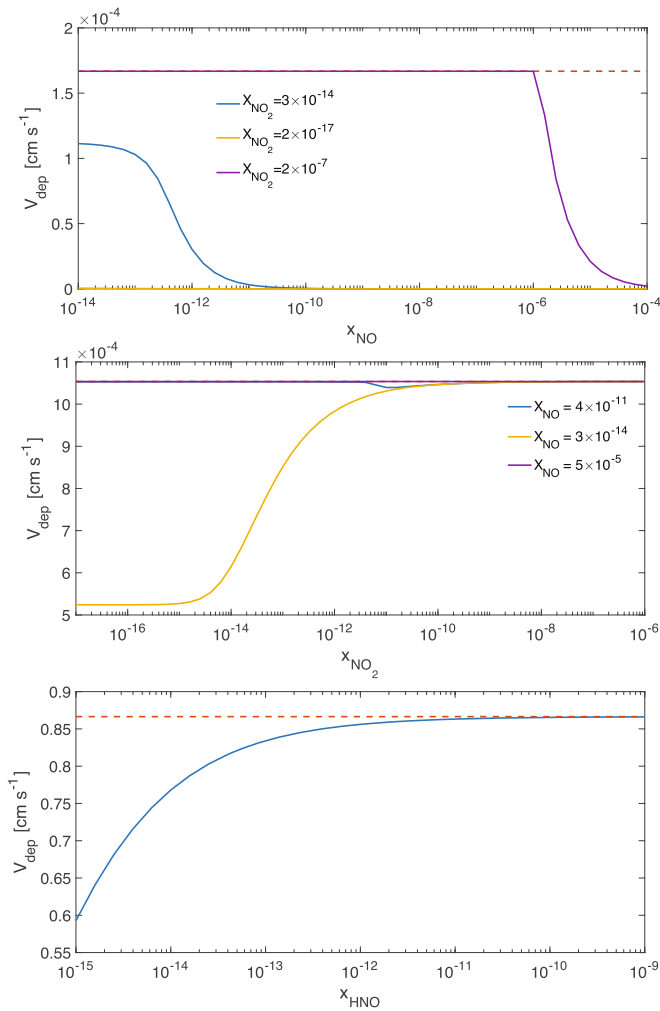 ×10⁻⁴
2
1.5
1
0.5
0
V_dep [cm s⁻¹]
X_NO₂=3×10⁻¹⁴
X_NO₂=2×10⁻¹⁷
X_NO₂=2×10⁻⁷
10⁻¹⁴ 10⁻¹² 10⁻¹⁰ 10⁻⁸ 10⁻⁶ 10⁻⁴
x_NO
×10⁻⁴
11
10
9
8
7
6
5
V_dep [cm s⁻¹]
X_NO = 4×10⁻¹¹
X_NO = 3×10⁻¹⁴
X_NO = 5×10⁻⁵
10⁻¹⁶ 10⁻¹⁴ 10⁻¹² 10⁻¹⁰ 10⁻⁸ 10⁻⁶
x_NO₂
0.9
0.85
0.8
0.75
0.7
0.65
0.6
0.55
V_dep [cm s⁻¹]
10⁻¹⁵ 10⁻¹⁴ 10⁻¹³ 10⁻¹² 10⁻¹¹ 10⁻¹⁰ 10⁻⁹
x_HNO